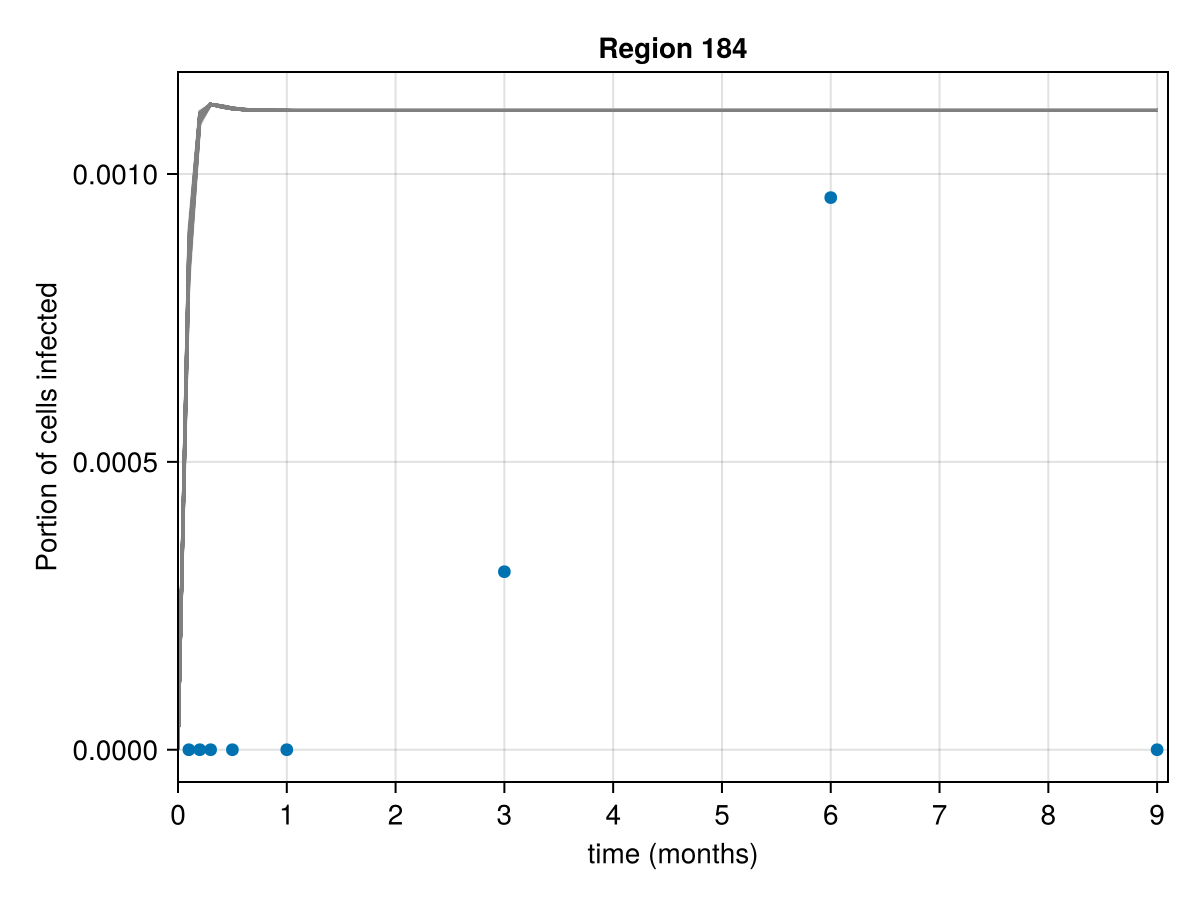 Region 184
0.0010
0.0005
0.0000
Portion of cells infected
0 1 2 3 4 5 6 7 8 9
time (months)